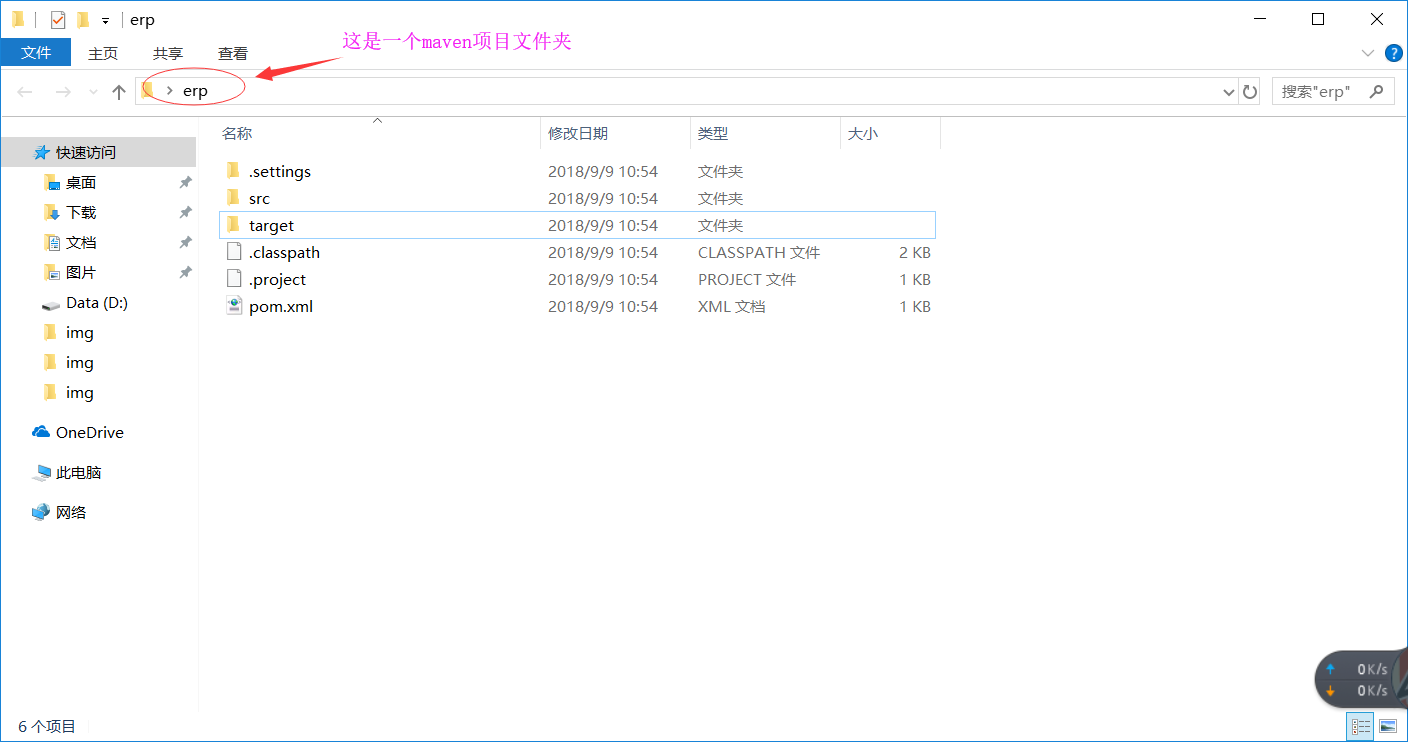 erp
文件 主页 共享 查看
这是一个maven项目文件夹
erp
搜索"erp"
名称 修改日期 类型 大小
快速访问
桌面
下载
文档
图片
Data (D:)
img
img
img
OneDrive
此电脑
网络
.settings 2018/9/9 10:54 文件夹
src 2018/9/9 10:54 文件夹
target 2018/9/9 10:54 文件夹
.classpath 2018/9/9 10:54 CLASSPATH 文件 2 KB
.project 2018/9/9 10:54 PROJECT 文件 1 KB
pom.xml 2018/9/9 10:54 XML 文档 1 KB
0K/s
0K/s
6 个项目